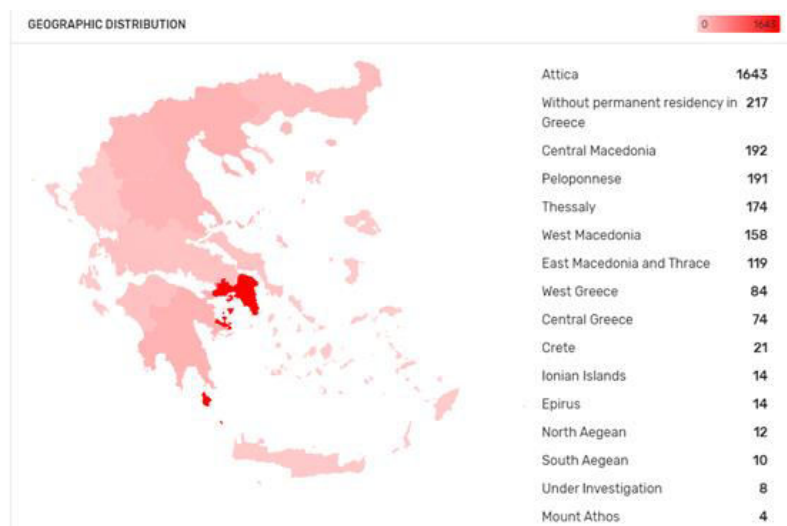 GEOGRAPHIC DISTRIBUTION
0 1643
Attica 1643
Without permanent residency in 217
Greece
Central Macedonia 192
Peloponnese 191
Thessaly 174
West Macedonia 158
East Macedonia and Thrace 119
West Greece 84
Central Greece 74
Crete 21
Ionian Islands 14
Epirus 14
North Aegean 12
South Aegean 10
Under Investigation 8
Mount Athos 4